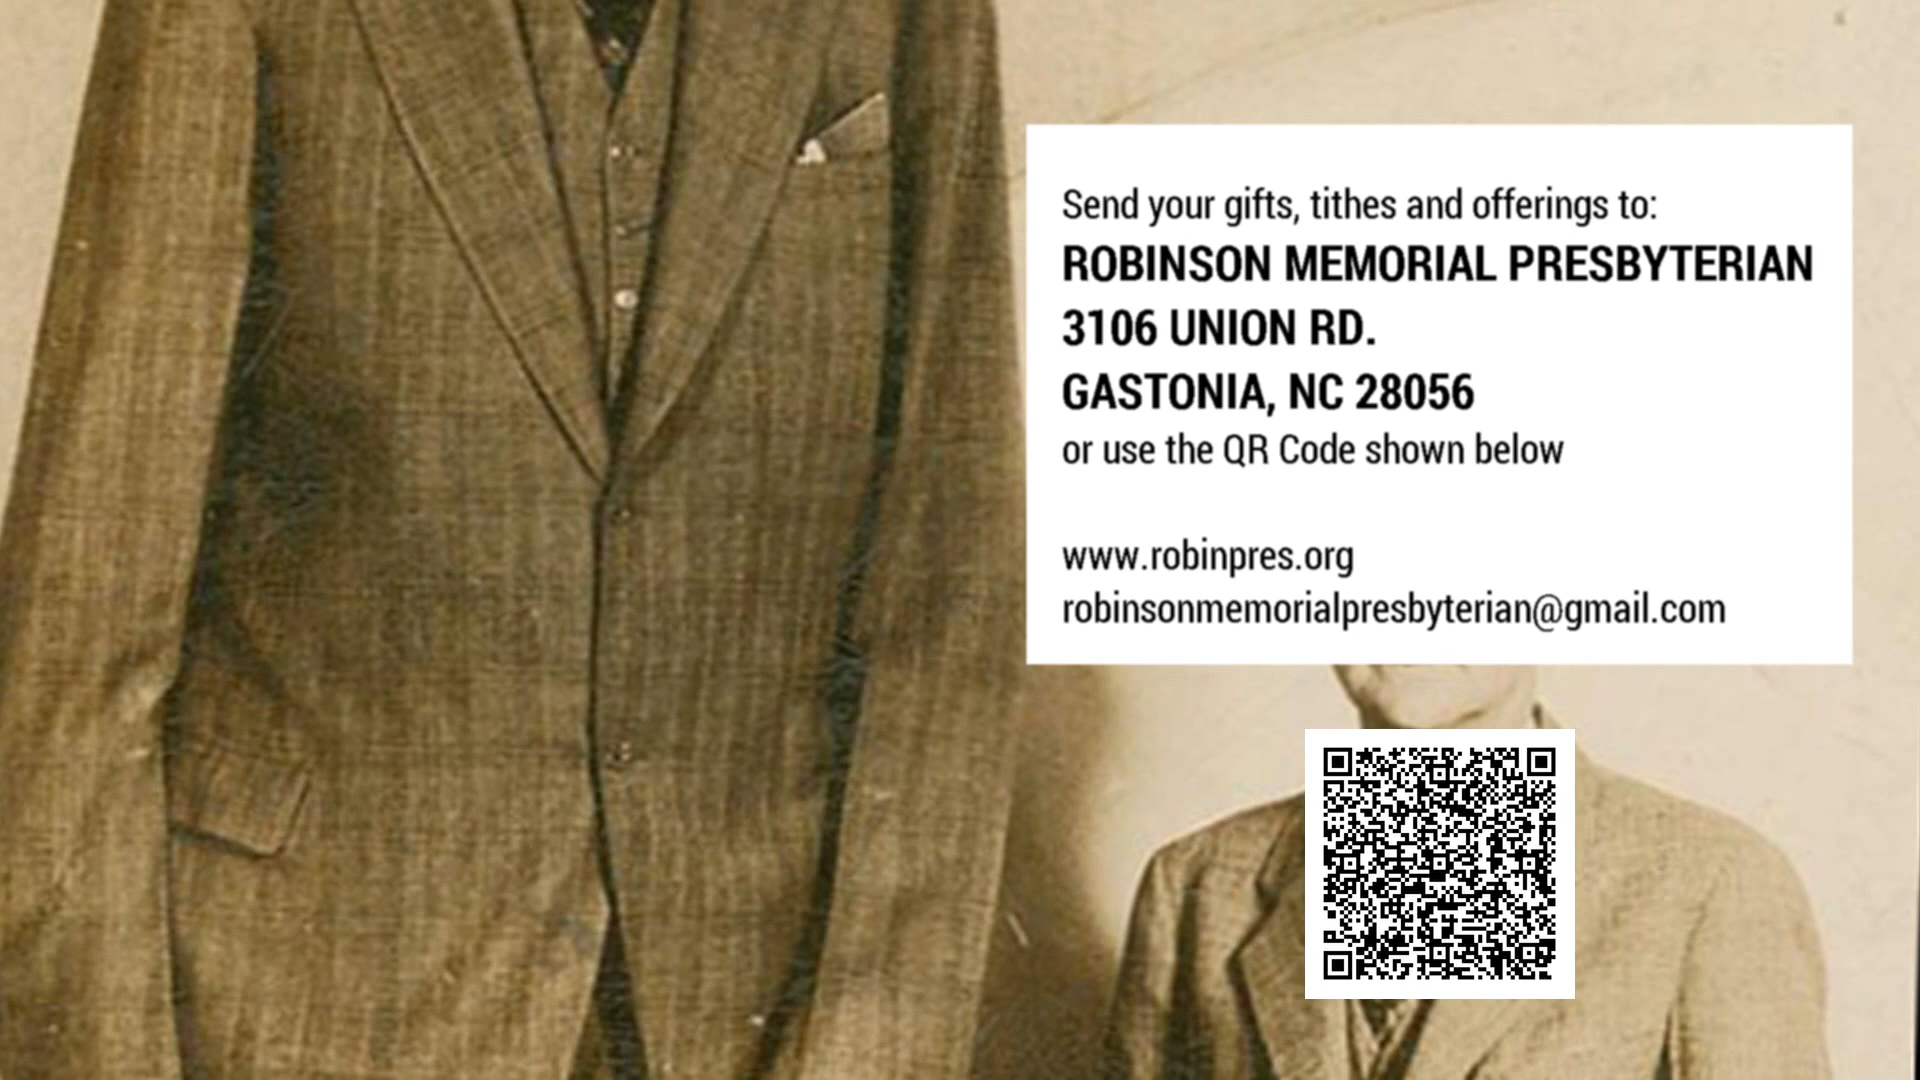 Send your gifts, tithes and offerings to:
ROBINSON MEMORIAL PRESBYTERIAN
3106 UNION RD.
GASTONIA, NC 28056
or use the QR Code shown below
www.robinpres.org
robinsonmemorialpresbyterian@gmail.com